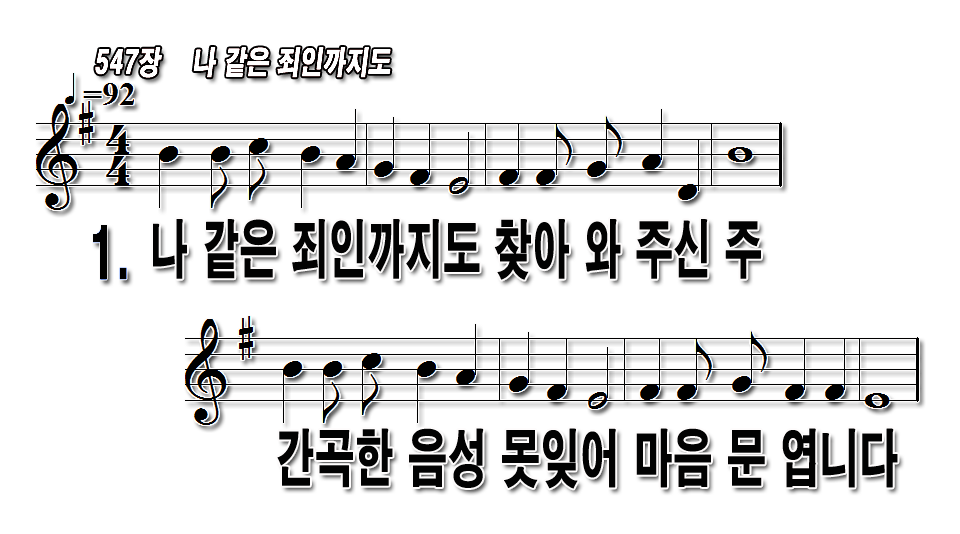 547장 나 같은 죄인까지도
♩=92
4
4
1. 나 같은 죄인까지도 찾아 와 주신 주
간곡한 음성 못잊어 마음 문 엽니다